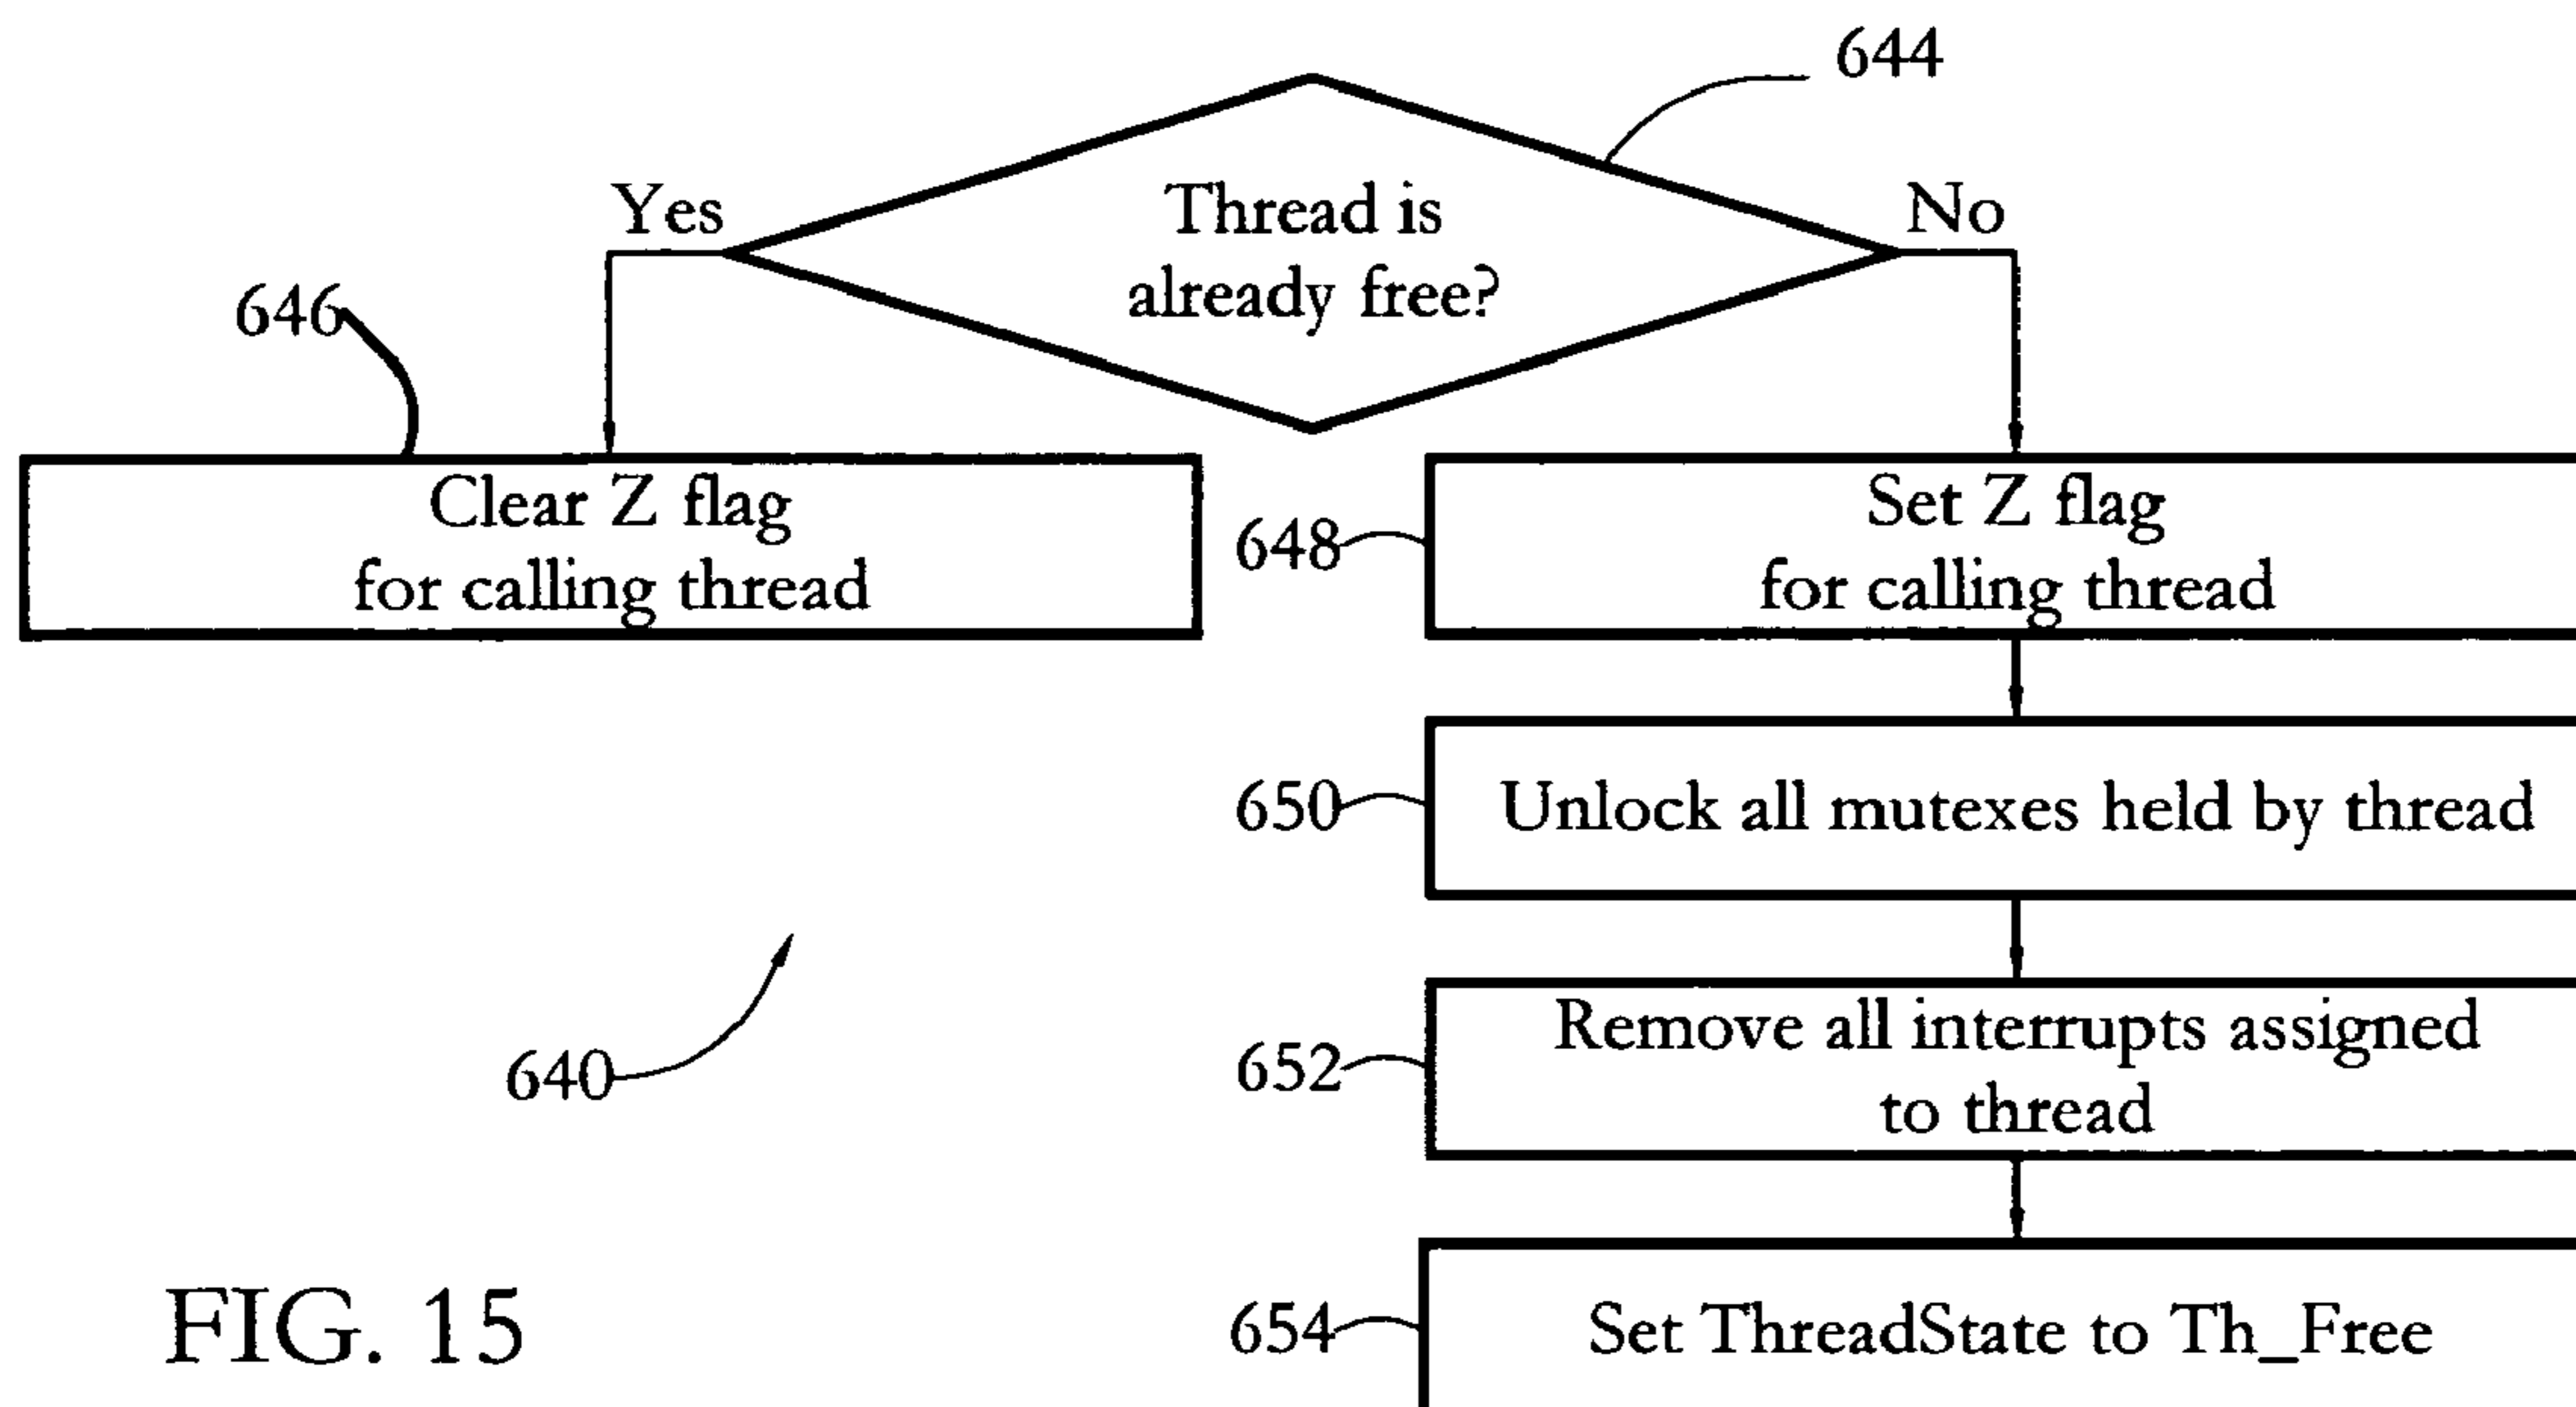 644
Thread is
already free?
Yes
No
646
Clear Z flag
for calling thread
648
Set Z flag
for calling thread
650
Unlock all mutexes held by thread
652
Remove all interrupts assigned
to thread
640
654
Set ThreadState to Th_Free
FIG. 15